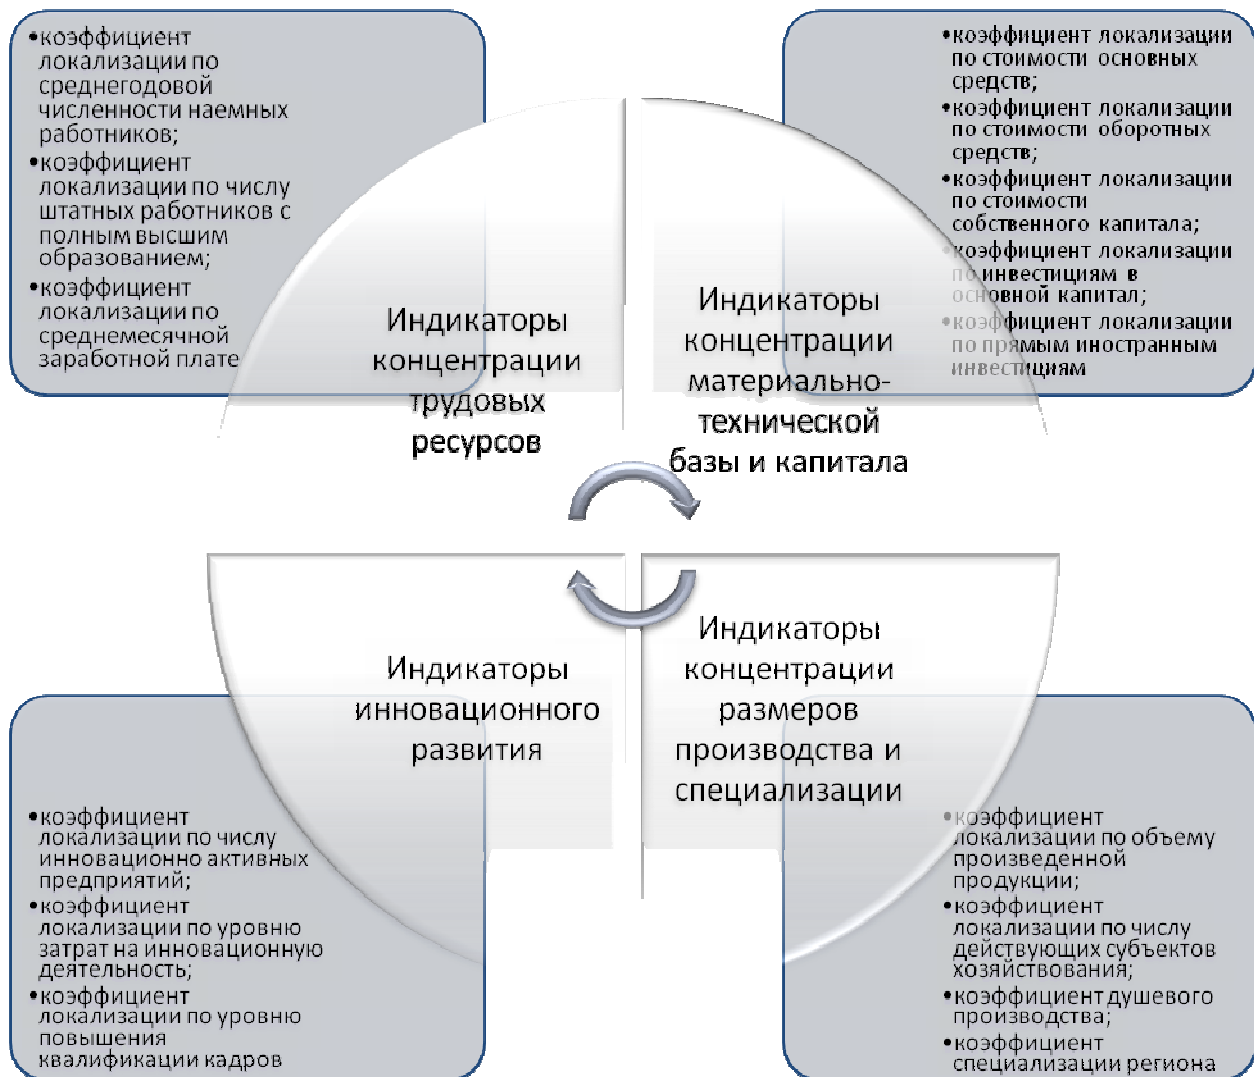 •коэффициент
локализации по
среднегодовой
численности наемных
работников;
•коэффициент
локализации по числу
штатных работников с
полным высшим
образованием;
•коэффициент
локализации по
среднемесячной
заработной плате
•коэффициент локализации
по стоимости основных
средств;
•коэффициент локализации
по стоимости оборотных
средств;
•коэффициент локализации
по стоимости
собственного капитала;
•коэффициент локализации
по инвестициям в
основной капитал;
•коэффициент локализации
по прямым иностранным
инвестициям
Индикаторы
концентрации
трудовых
ресурсов
Индикаторы
концентрации
материально-
технической
базы и капитала
Индикаторы
инновационного
развития
Индикаторы
концентрации
размеров
производства и
специализации
•коэффициент
локализации по числу
инновационно активных
предприятий;
•коэффициент
локализации по уровню
затрат на инновационную
деятельность;
•коэффициент
локализации по уровню
повышения
квалификации кадров
•коэффициент
локализации по объему
произведенной
продукции;
•коэффициент
локализации по числу
действующих субъектов
хозяйствования;
•коэффициент душевого
производства;
•коэффициент
специализации региона